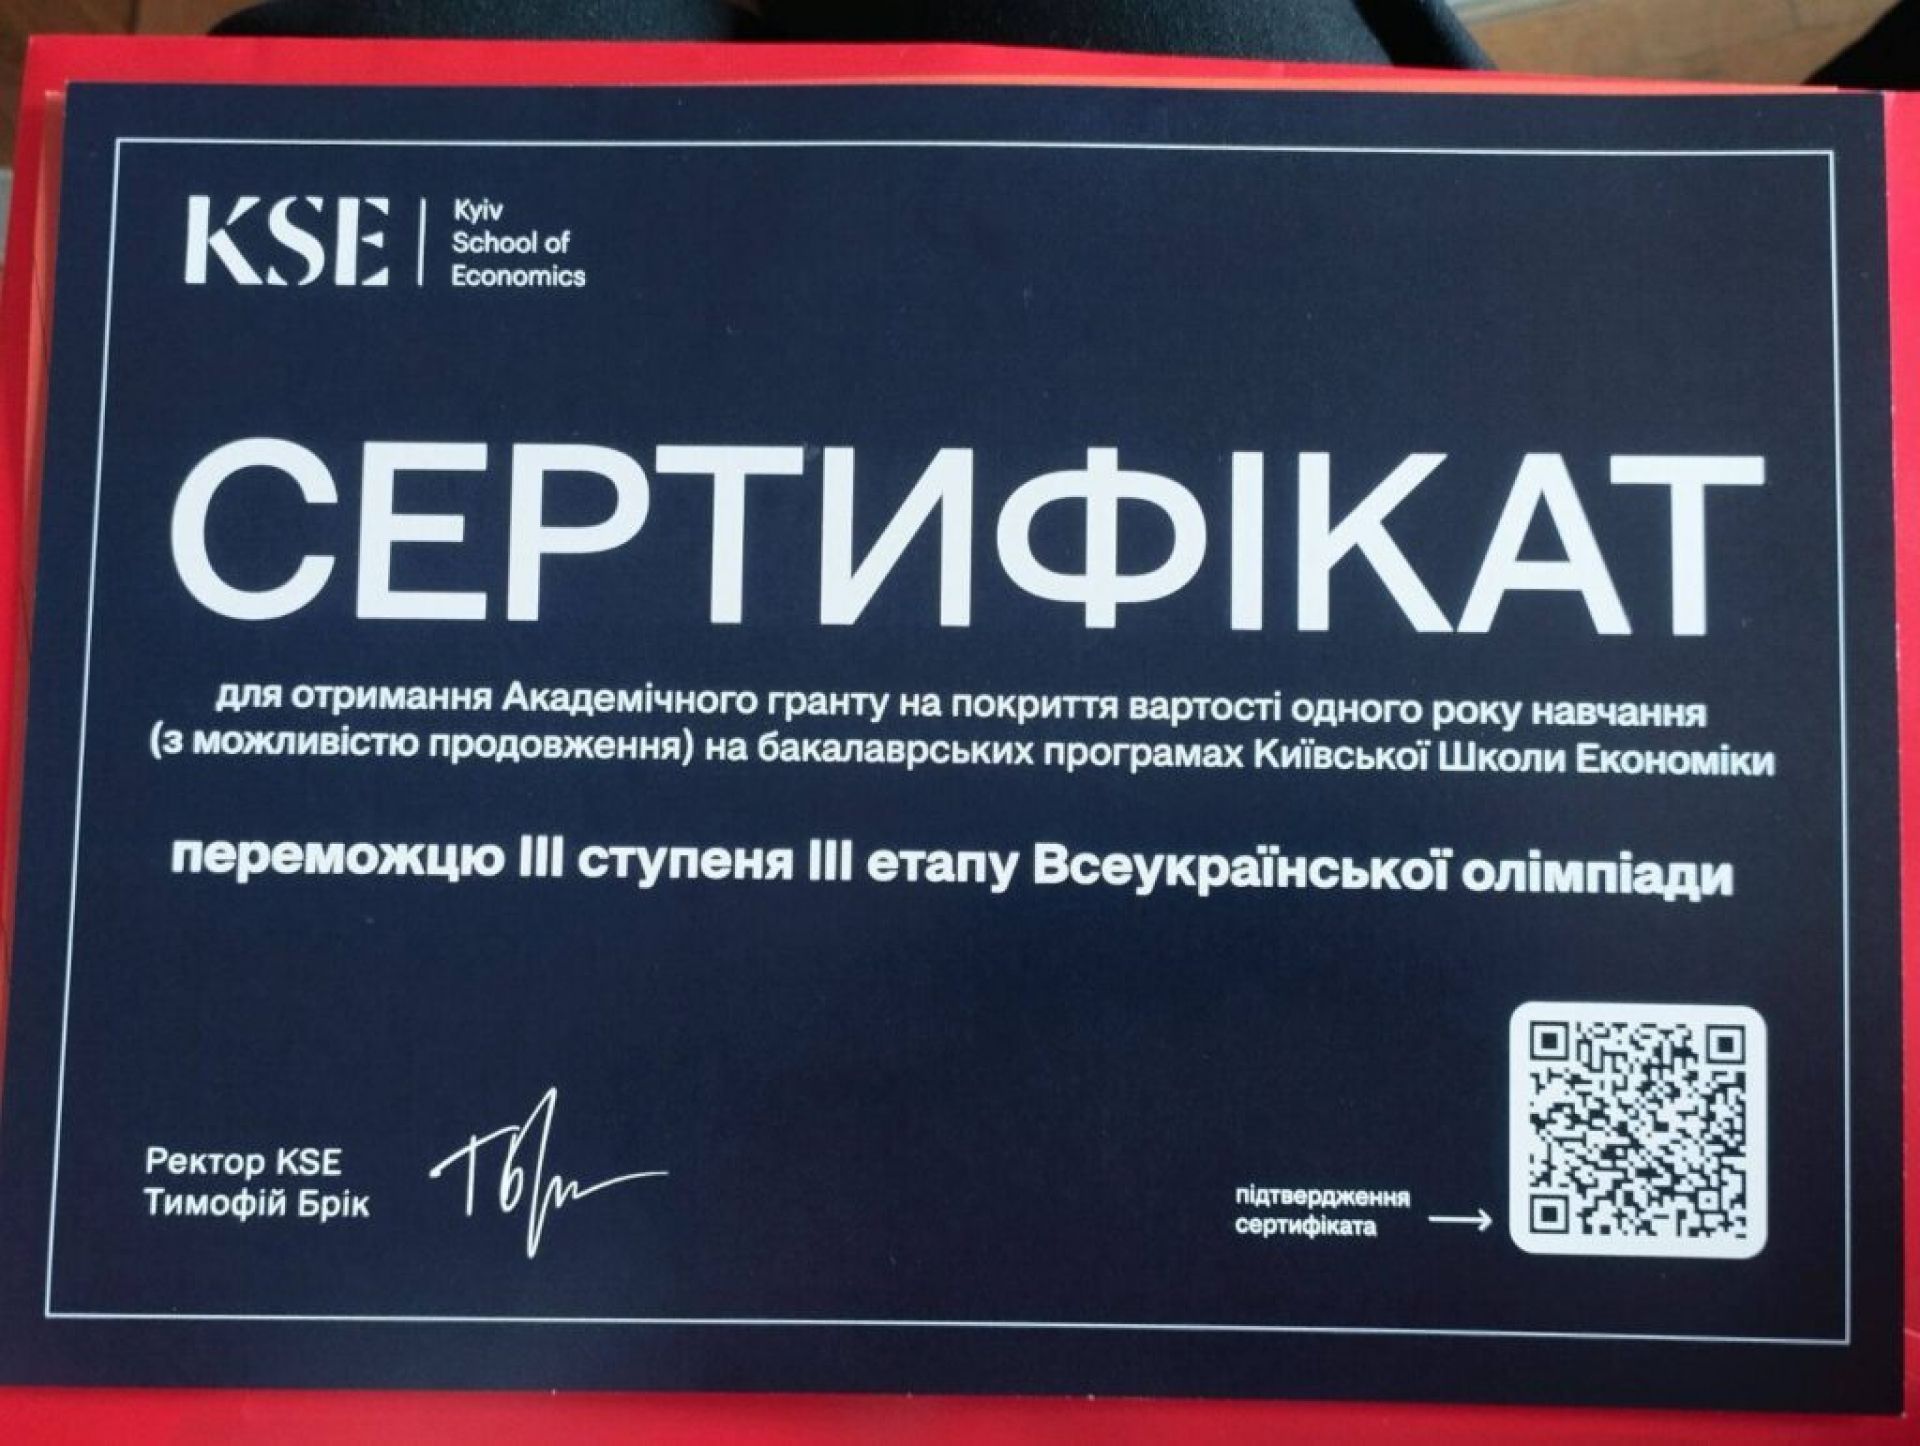 KSE
Kyiv
School of
Economics
СЕРТИФІКАТ
для отримання Академічного гранту на покриття вартості одного року навчання
(з можливістю продовження) на бакалаврських програмах Київської Школи Економіки
переможцю III ступеня III етапу Всеукраїнської олімпіади
Ректор KSE
Тимофій Брік
підтвердження
сертифіката